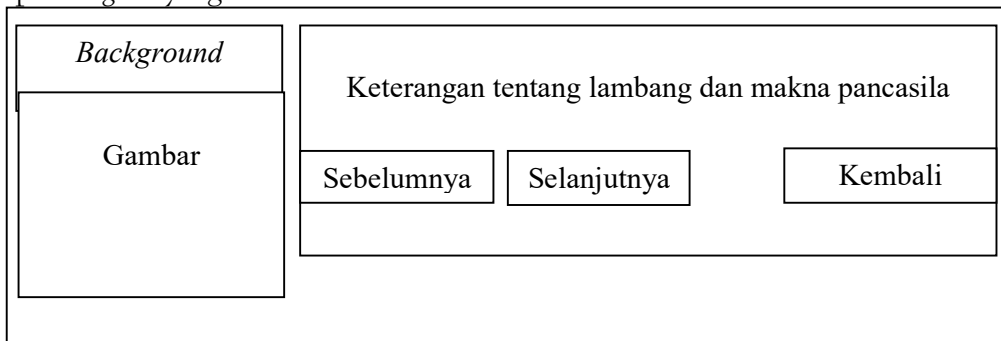 Background
Keterangan tentang lambang dan makna pancasila
Gambar
Sebelumnya
Selanjutnya
Kembali